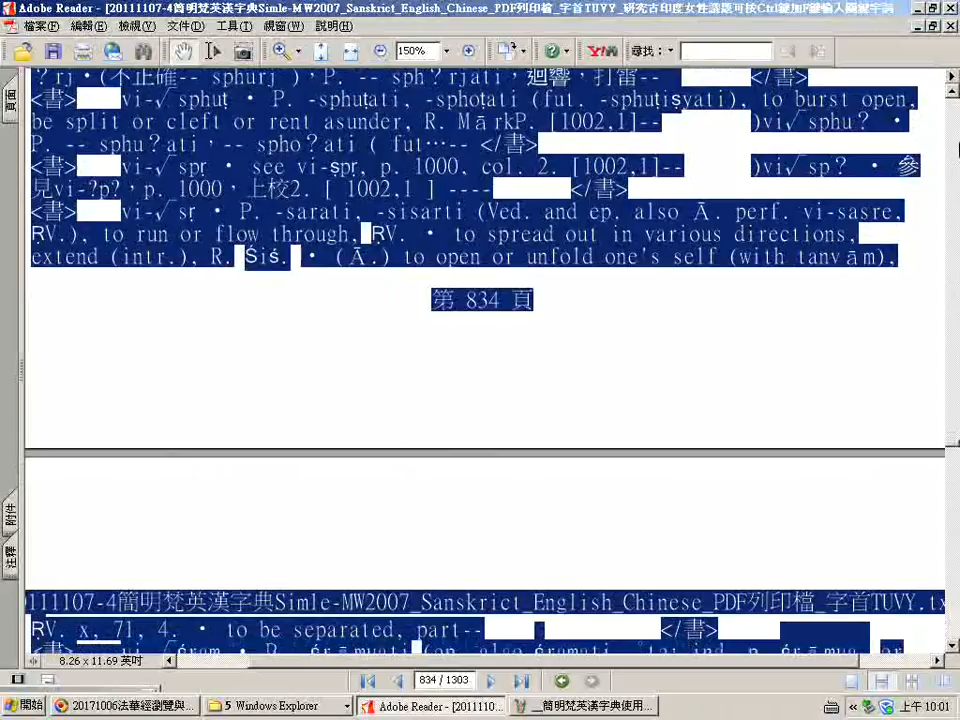 Adobe Reader - [20111107-4簡明梵英漢字典Simle-MW2007_Sanskrict_English_Chinese_PDF列印檔_字首TUVY_研究古印度女性議題可按Ctrl鍵加F鍵輸入關鍵字詞
檔案(F) 編輯(E) 檢視(V) 文件(D) 工具(T) 視窗(W) 說明(H)
150% 尋找:
頁面
?rj·(不正確-- sphurj ), P. -- sph?rjati, 迴響, 打雷-- </書>
<書> vi-√sphuṭ · P. -sphuṭati, -sphoṭati (fut. -sphuṭiṣyati), to burst open,
be split or cleft or rent asunder, R. MārkP. [1002,1]-- )vi√sphu? ·
P. -- sphu?ati, -- spho?ati ( fut…-- </書>
<書> vi-√spṛ · see vi-ṣpṛ, p. 1000, col. 2. [1002,1]-- )vi√sp? · 參
見vi-?p?, p. 1000, 上校2. [ 1002,1 ] ---- </書>
<書> vi-√sṛ · P. -sarati, -sisarti (Ved. and ep. also Ā. perf. vi-sasre,
ṚV.), to run or flow through, ṚV. · to spread out in various directions,
extend (intr.), R. Śiś. · (Ā.) to open or unfold one's self (with tanvām),
第 834 頁
附件
注釋
111107-4簡明梵英漢字典Simle-MW2007_Sanskrict_English_Chinese_PDF列印檔_字首TUVY.tx
ṚV. x, 71, 4. · to be separated, part-- </書>
8.26 x 11.69 英吋
834 / 1303
開始 20171006法華經瀏覽與... 5 Windows Explorer Adobe Reader - [2011110... __簡明梵英漢字典使用... 上午 10:01